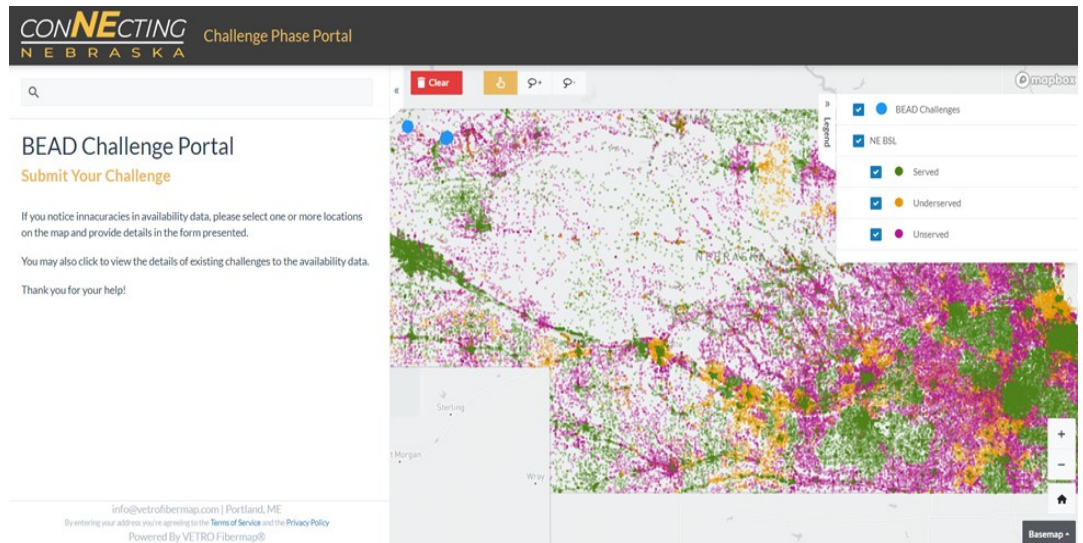 CONNECTING
NEBRASKA
Challenge Phase Portal
BEAD Challenge Portal
Submit Your Challenge
If you notice innacuracies in availability data, please select one or more locations
on the map and provide details in the form presented.
You may also click to view the details of existing challenges to the availability data.
Thank you for your help!
info@vetrofibermap.com | Portland, ME
By entering your address you're agreeing to the Terms of Service and the Privacy Policy
Powered By VETRO Fibermap®
«
Clear
mapbox
»
Legend
BEAD Challenges
NE BSL
Served
Underserved
Unserved
NEBRASKA
Sterling
t Morgan
Wray
+
−
Basemap